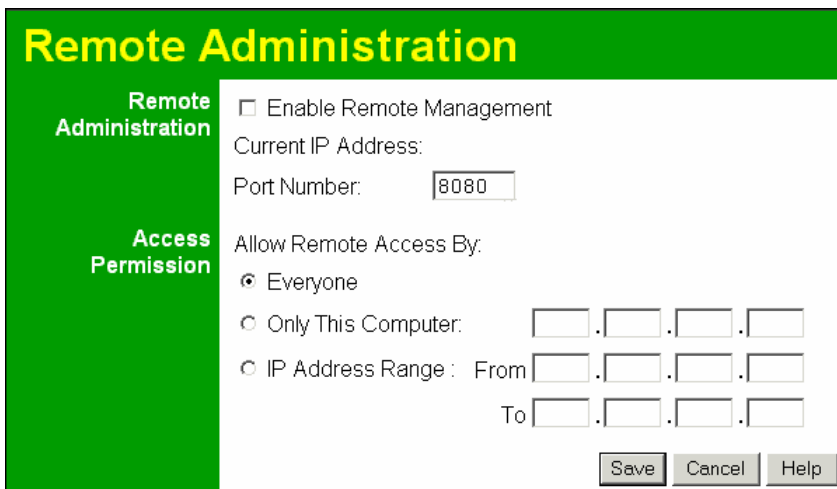 Remote Administration
Remote Administration
Enable Remote Management
Current IP Address:
Port Number: 8080
Access Permission
Allow Remote Access By:
Everyone
Only This Computer: . . .
IP Address Range : From . . .
To . . .
Save Cancel Help